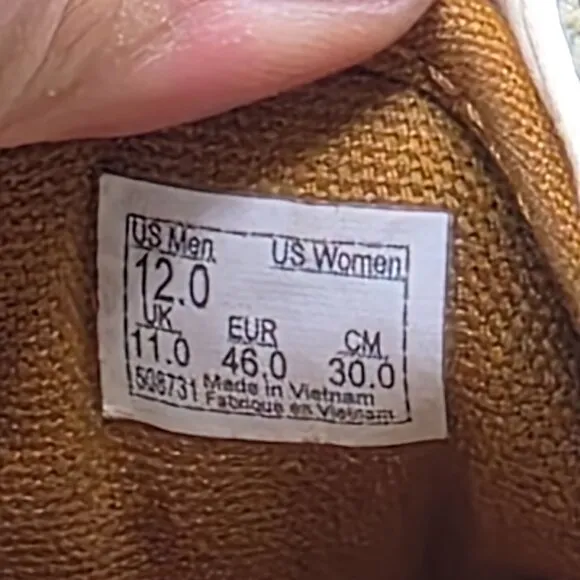 US Men. US Women
12.0
UK EUR CM
11.0 46.0 30.0
508731 Made in Vietnam
Fabrique en Vietnam